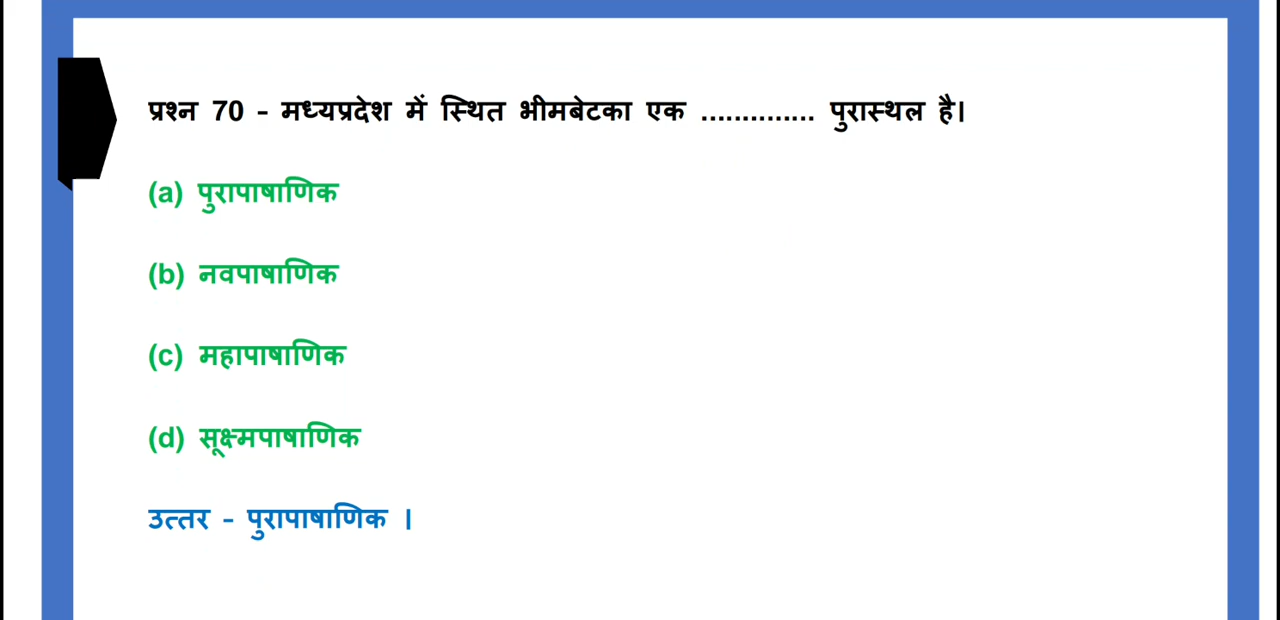 प्रश्न 70 - मध्यप्रदेश में स्थित भीमबेटका एक .............. पुरास्थल है।
(a) पुरापाषाणिक
(b) नवपाषाणिक
(c) महापाषाणिक
(d) सूक्ष्मपाषाणिक
उत्तर - पुरापाषाणिक ।